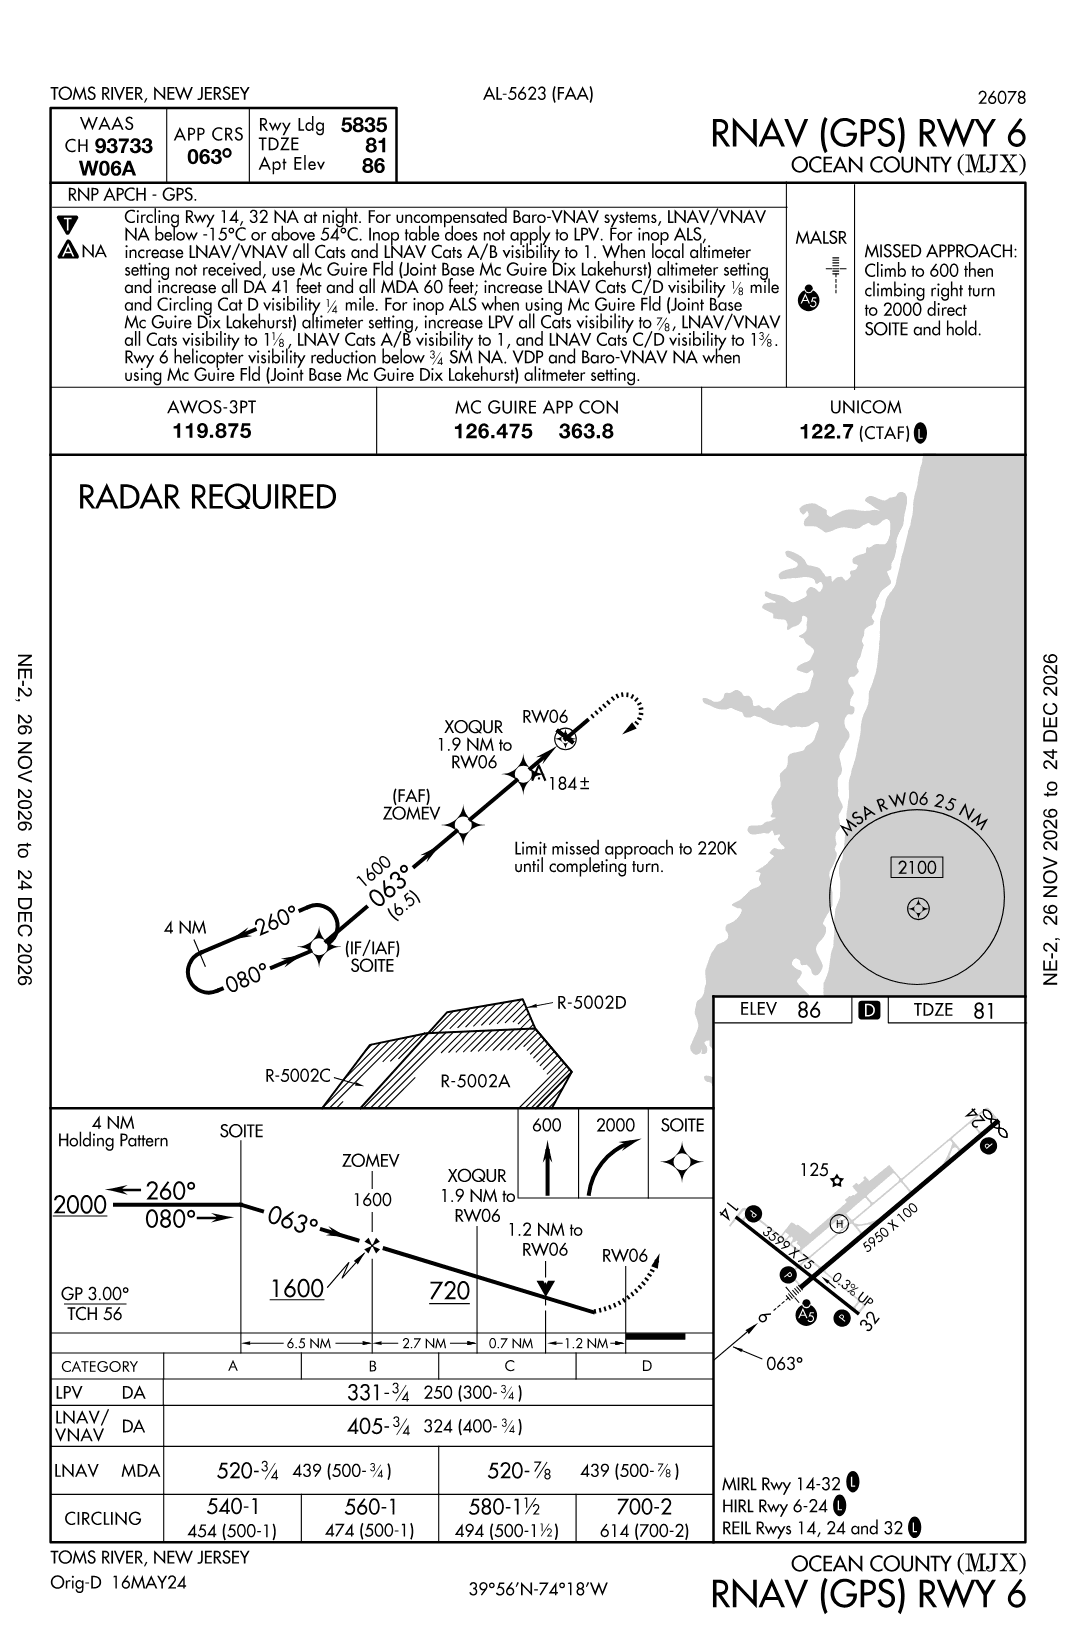 TOMS RIVER, NEW JERSEY
AL-5623 (FAA)
26078
WAAS
CH 93733
W06A
APP CRS
063°
Rwy Ldg 5835
TDZE 81
Apt Elev 86
RNAV (GPS) RWY 6
OCEAN COUNTY (MJX)
RNP APCH - GPS.
T
A NA
Circling Rwy 14, 32 NA at night. For uncompensated Baro-VNAV systems, LNAV/VNAV
NA below -15°C or above 54°C. Inop table does not apply to LPV. For inop ALS,
increase LNAV/VNAV all Cats and LNAV Cats A/B visibility to 1. When local altimeter
setting not received, use Mc Guire Fld (Joint Base Mc Guire Dix Lakehurst) altimeter setting
and increase all DA 41 feet and all MDA 60 feet; increase LNAV Cats C/D visibility ⅛ mile
and Circling Cat D visibility ¼ mile. For inop ALS when using Mc Guire Fld (Joint Base
Mc Guire Dix Lakehurst) altimeter setting, increase LPV all Cats visibility to ⅞, LNAV/VNAV
all Cats visibility to 1⅛, LNAV Cats A/B visibility to 1, and LNAV Cats C/D visibility to 1⅜.
Rwy 6 helicopter visibility reduction below ¾ SM NA. VDP and Baro-VNAV NA when
using Mc Guire Fld (Joint Base Mc Guire Dix Lakehurst) alitmeter setting.
MALSR
A5
MISSED APPROACH:
Climb to 600 then
climbing right turn
to 2000 direct
SOITE and hold.
AWOS-3PT
119.875
MC GUIRE APP CON
126.475 363.8
UNICOM
122.7 (CTAF) L
RADAR REQUIRED
RW06
XOQUR
1.9 NM to
RW06
184±
(FAF)
ZOMEV
Limit missed approach to 220K
until completing turn.
1600
063°
(6.5)
4 NM
260°
080°
(IF/IAF)
SOITE
MSA RW06 25 NM
2100
R-5002D
R-5002C
R-5002A
NE-2, 26 NOV 2026 to 24 DEC 2026
NE-2, 26 NOV 2026 to 24 DEC 2026
ELEV 86
D
TDZE 81
24
P
125
14
P
H
3599 X 75
5950 X 100
P
0.3% UP
A5
P
32
6
063°
MIRL Rwy 14-32 L
HIRL Rwy 6-24 L
REIL Rwys 14, 24 and 32 L
4 NM
Holding Pattern
SOITE
2000
260°
080°
063°
ZOMEV
1600
1600
XOQUR
1.9 NM to
RW06
720
1.2 NM to
RW06
RW06
600
2000
SOITE
GP 3.00°
TCH 56
6.5 NM
2.7 NM
0.7 NM
1.2 NM
CATEGORY A B C D
LPV DA 331-¾ 250 (300-¾)
LNAV/
VNAV DA 405-¾ 324 (400-¾)
LNAV MDA 520-¾ 439 (500-¾) 520-⅞ 439 (500-⅞)
CIRCLING
540-1 560-1 580-1½ 700-2
454 (500-1) 474 (500-1) 494 (500-1½) 614 (700-2)
TOMS RIVER, NEW JERSEY
Orig-D 16MAY24
39°56'N-74°18'W
OCEAN COUNTY (MJX)
RNAV (GPS) RWY 6